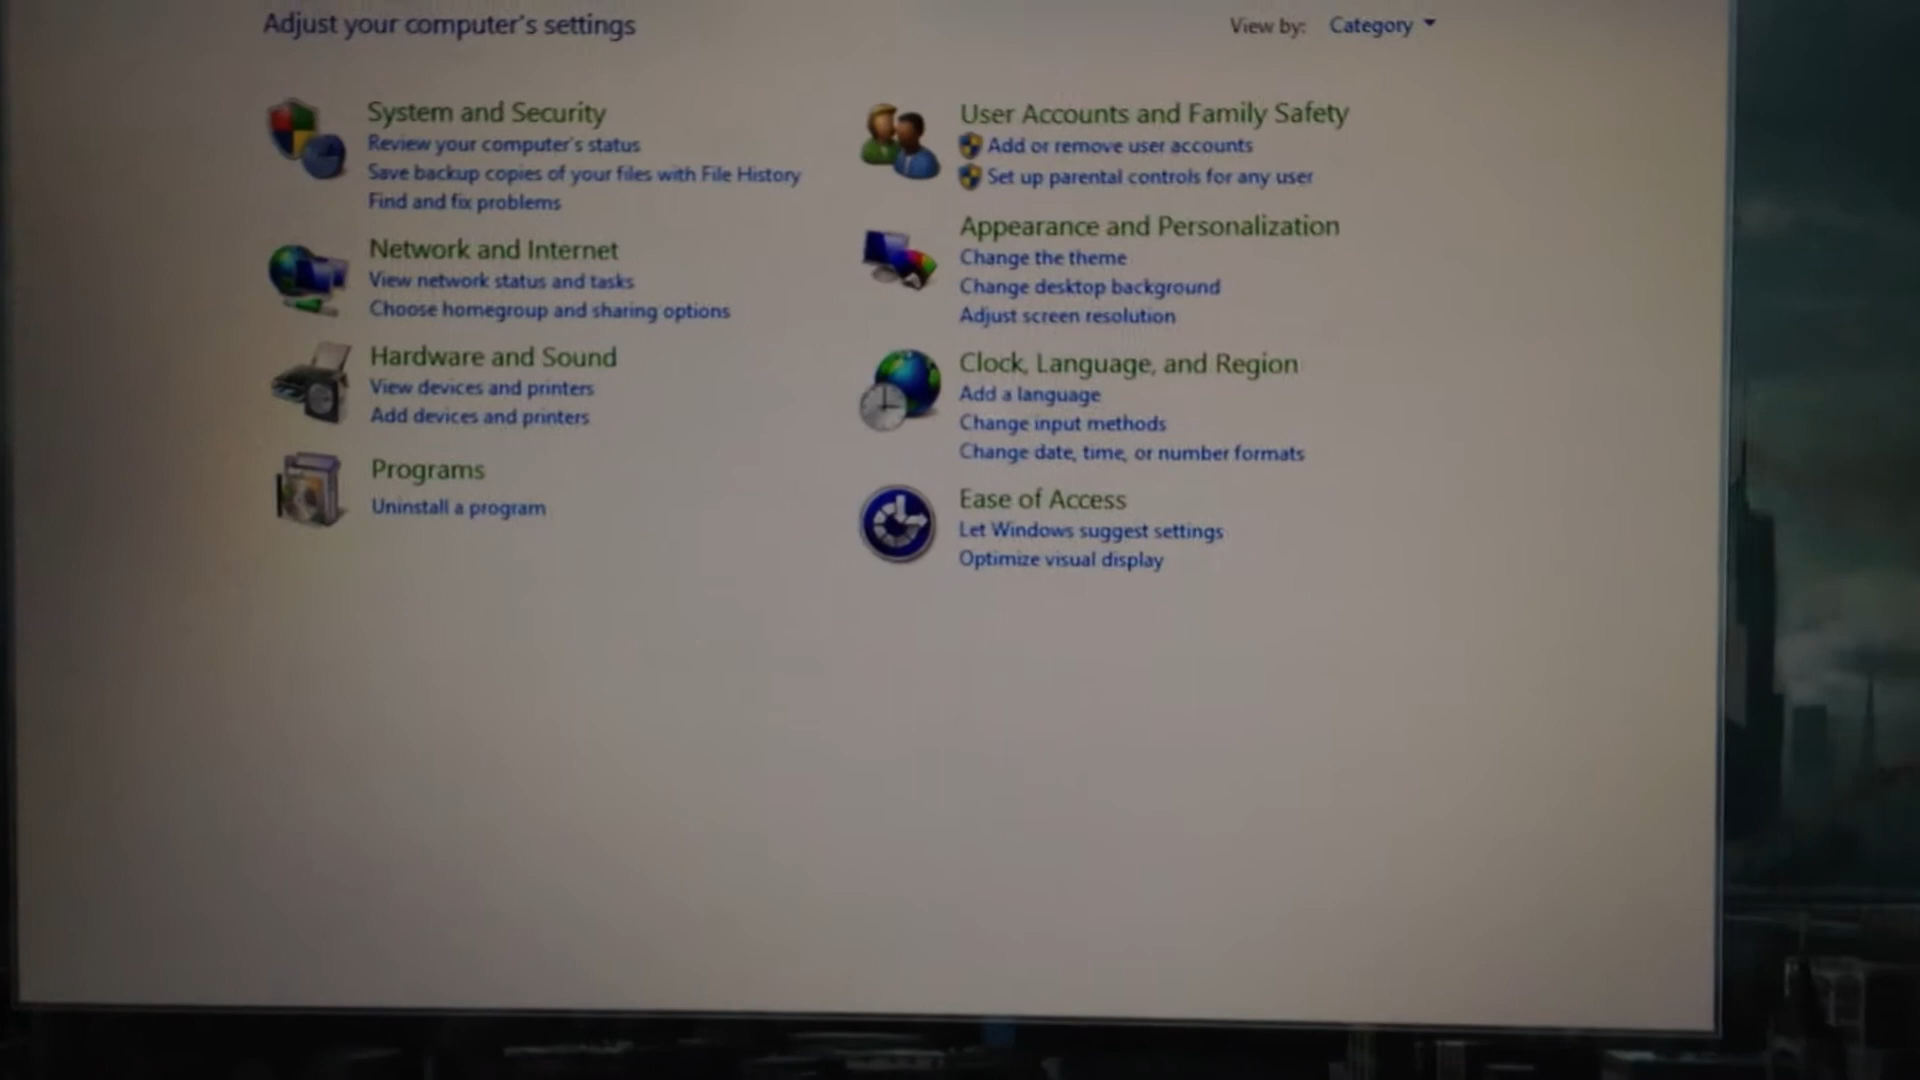 Adjust your computer's settings
View by: Category
System and Security
Review your computer's status
Save backup copies of your files with File History
Find and fix problems
Network and Internet
View network status and tasks
Choose homegroup and sharing options
Hardware and Sound
View devices and printers
Add devices and printers
Programs
Uninstall a program
User Accounts and Family Safety
Add or remove user accounts
Set up parental controls for any user
Appearance and Personalization
Change the theme
Change desktop background
Adjust screen resolution
Clock, Language, and Region
Add a language
Change input methods
Change date, time, or number formats
Ease of Access
Let Windows suggest settings
Optimize visual display